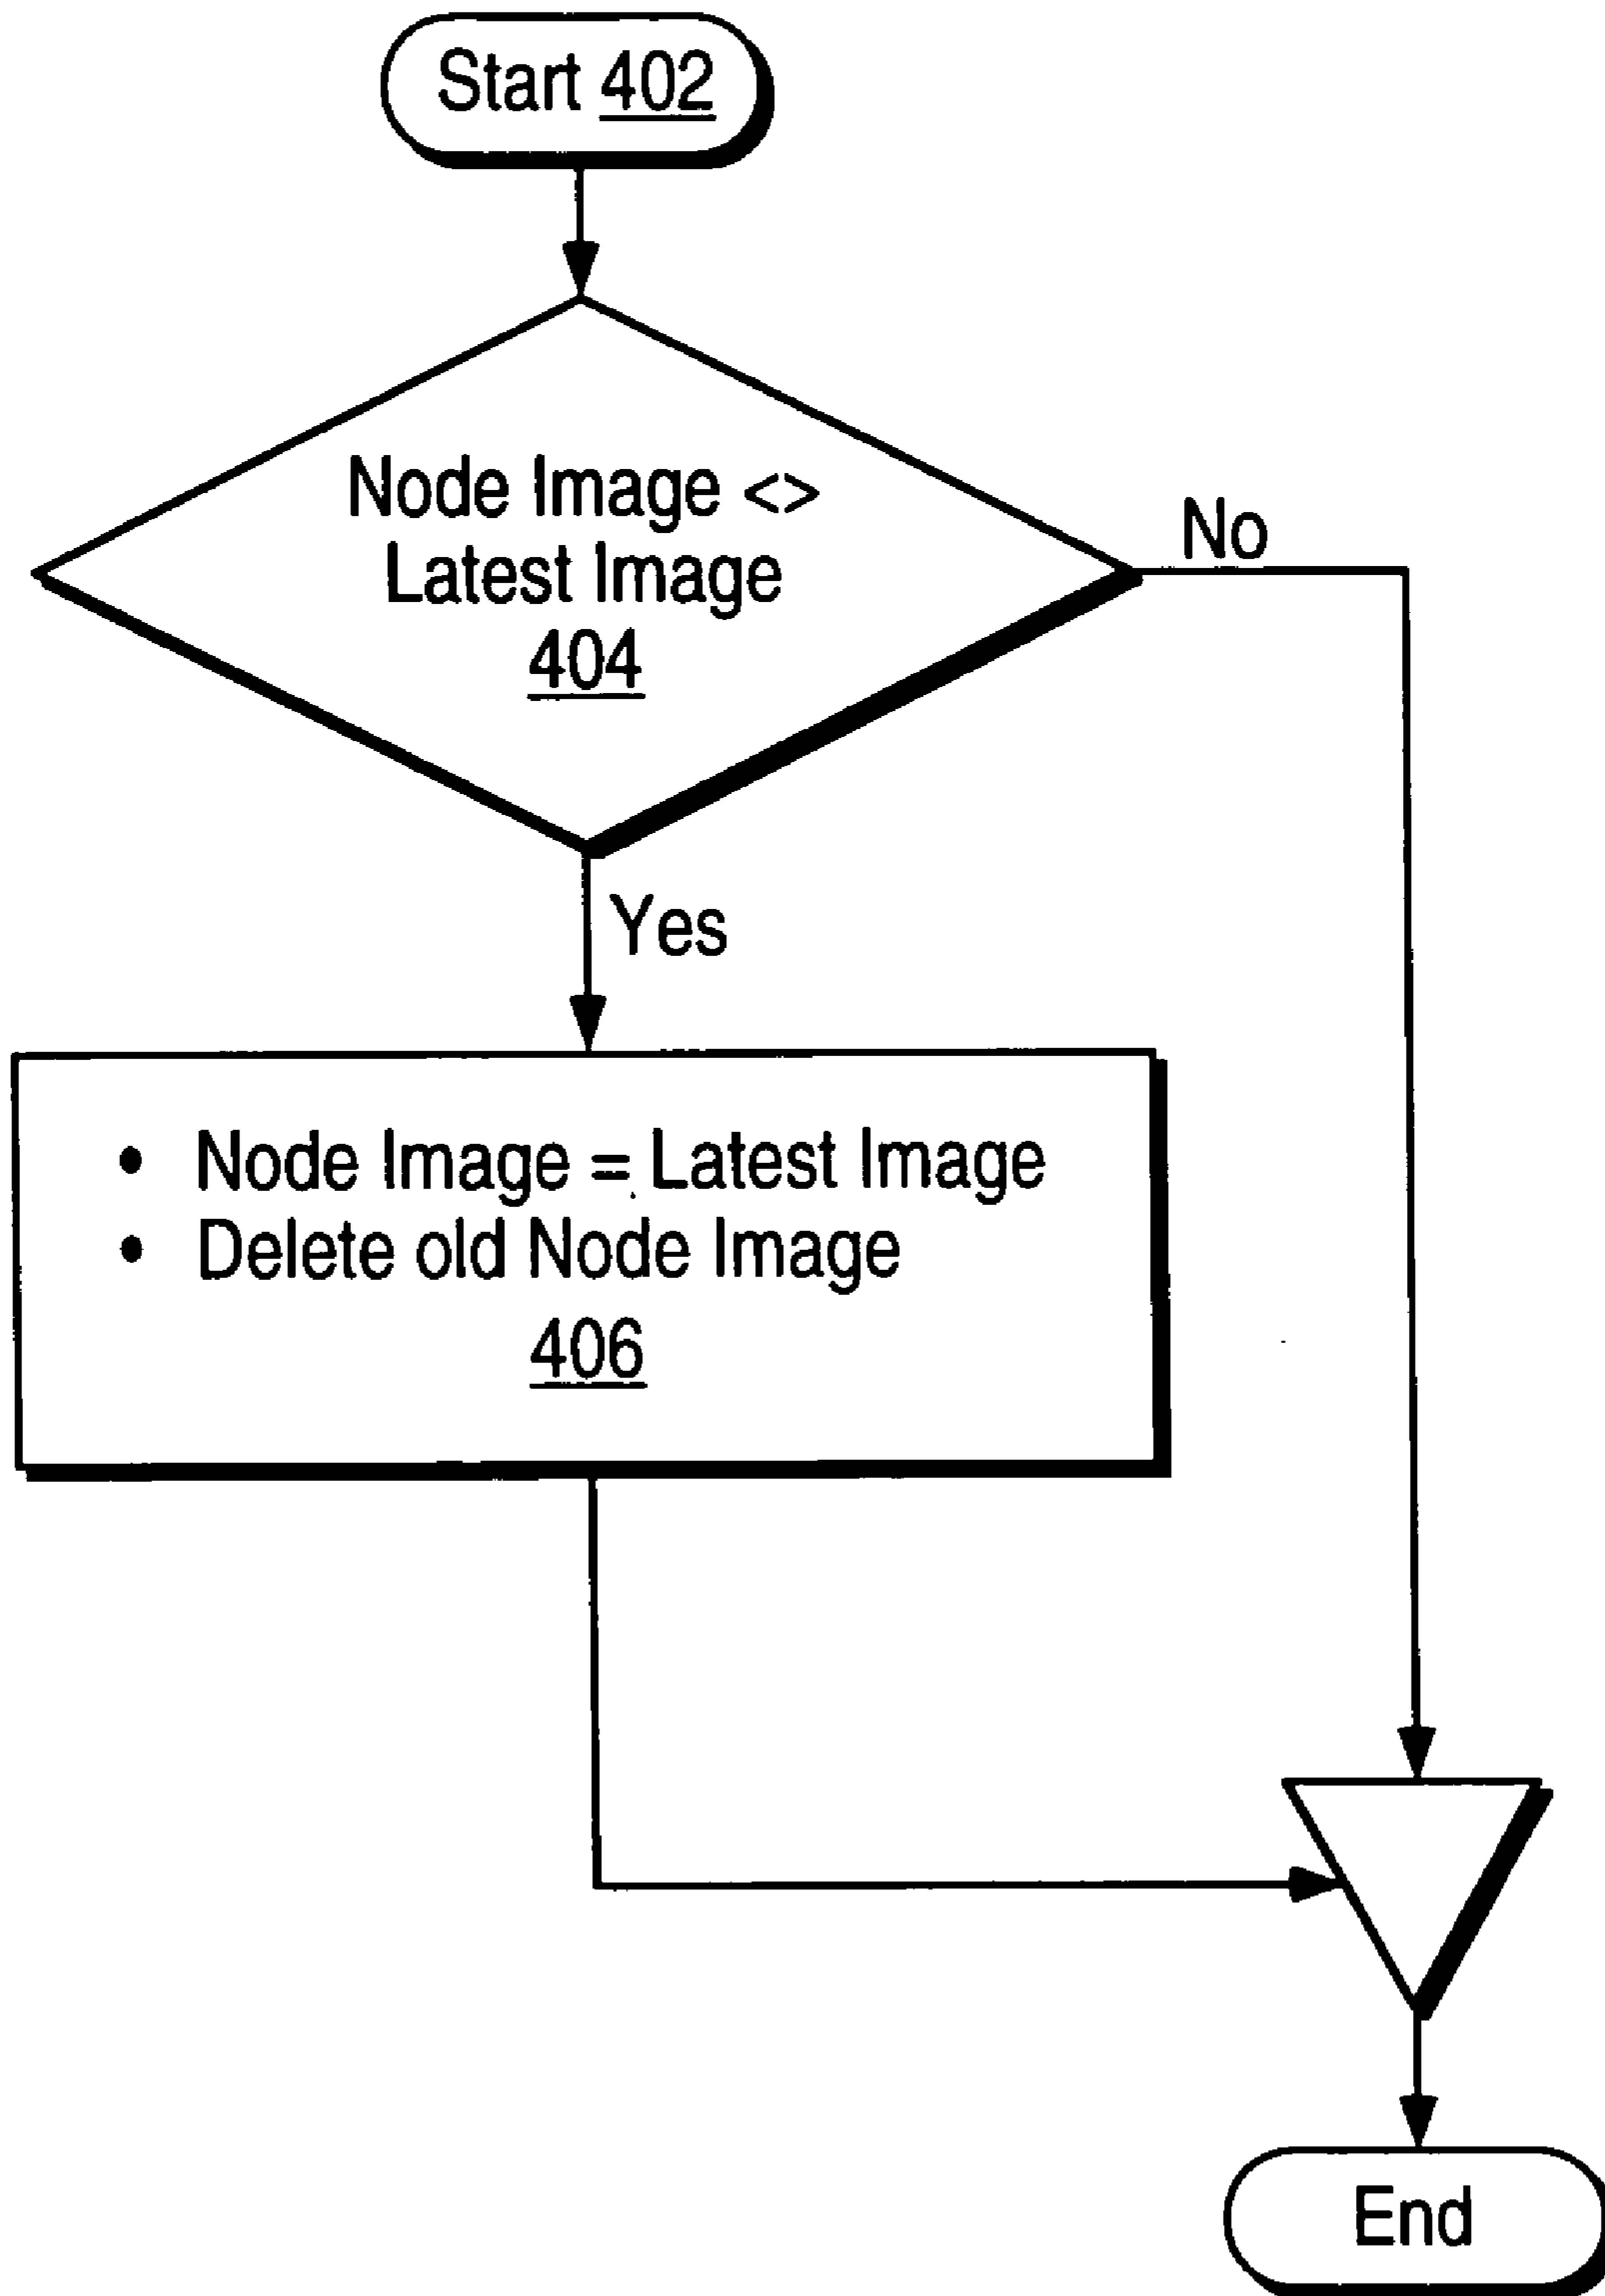 Start 402
Node Image <>
Latest Image
404
No
Yes
• Node Image = Latest Image
• Delete old Node Image
406
End